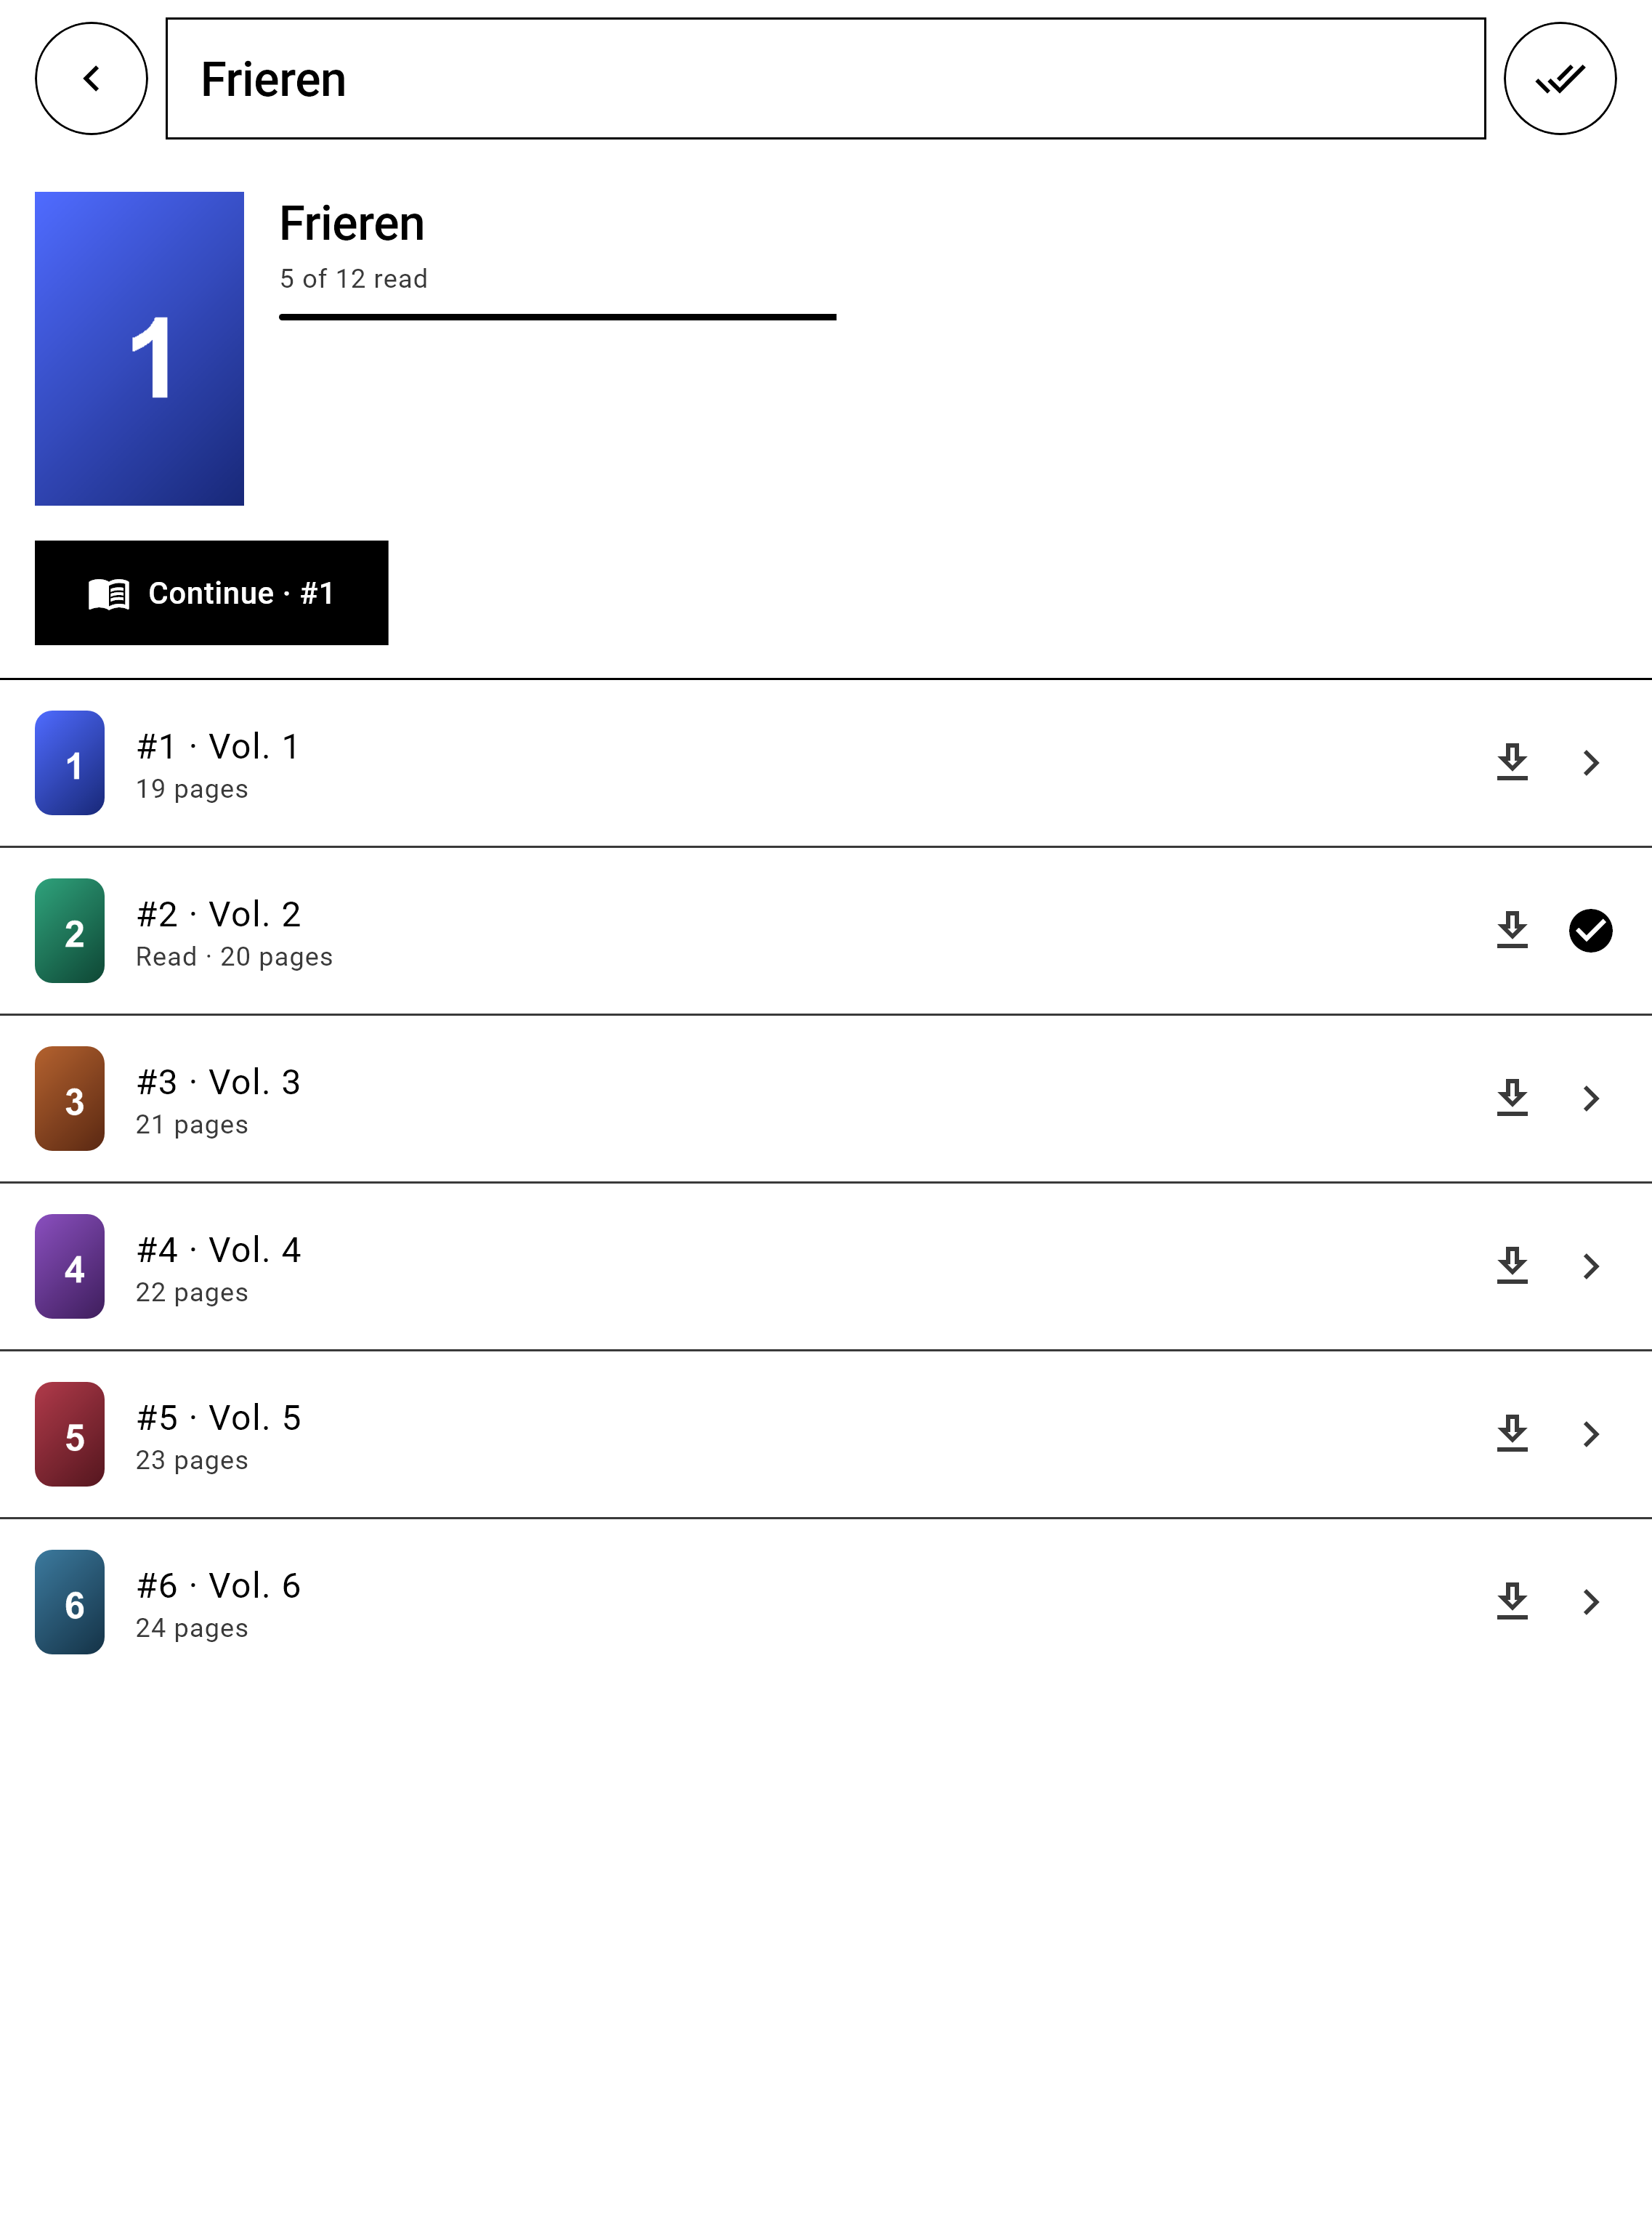 Frieren
1
Frieren
5 of 12 read
Continue · #1
1
#1 · Vol. 1
19 pages
2
#2 · Vol. 2
Read · 20 pages
3
#3 · Vol. 3
21 pages
4
#4 · Vol. 4
22 pages
5
#5 · Vol. 5
23 pages
6
#6 · Vol. 6
24 pages